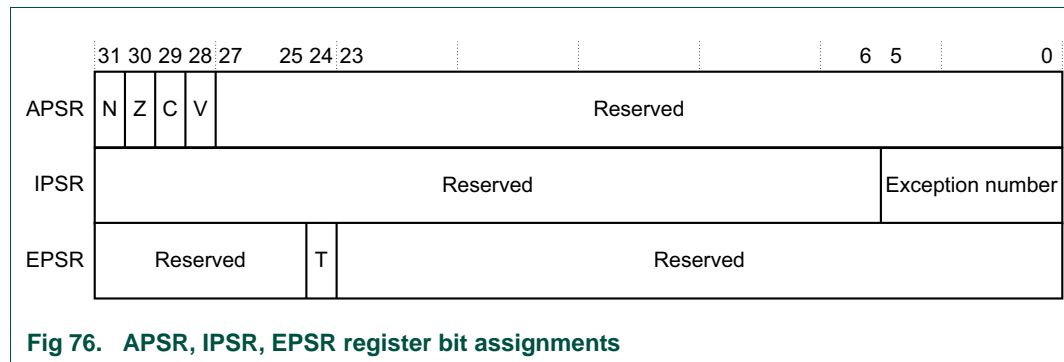 31 30 29 28 27 25 24 23 6 5 0
APSR N Z C V Reserved
IPSR Reserved Exception number
EPSR Reserved T Reserved
Fig 76. APSR, IPSR, EPSR register bit assignments